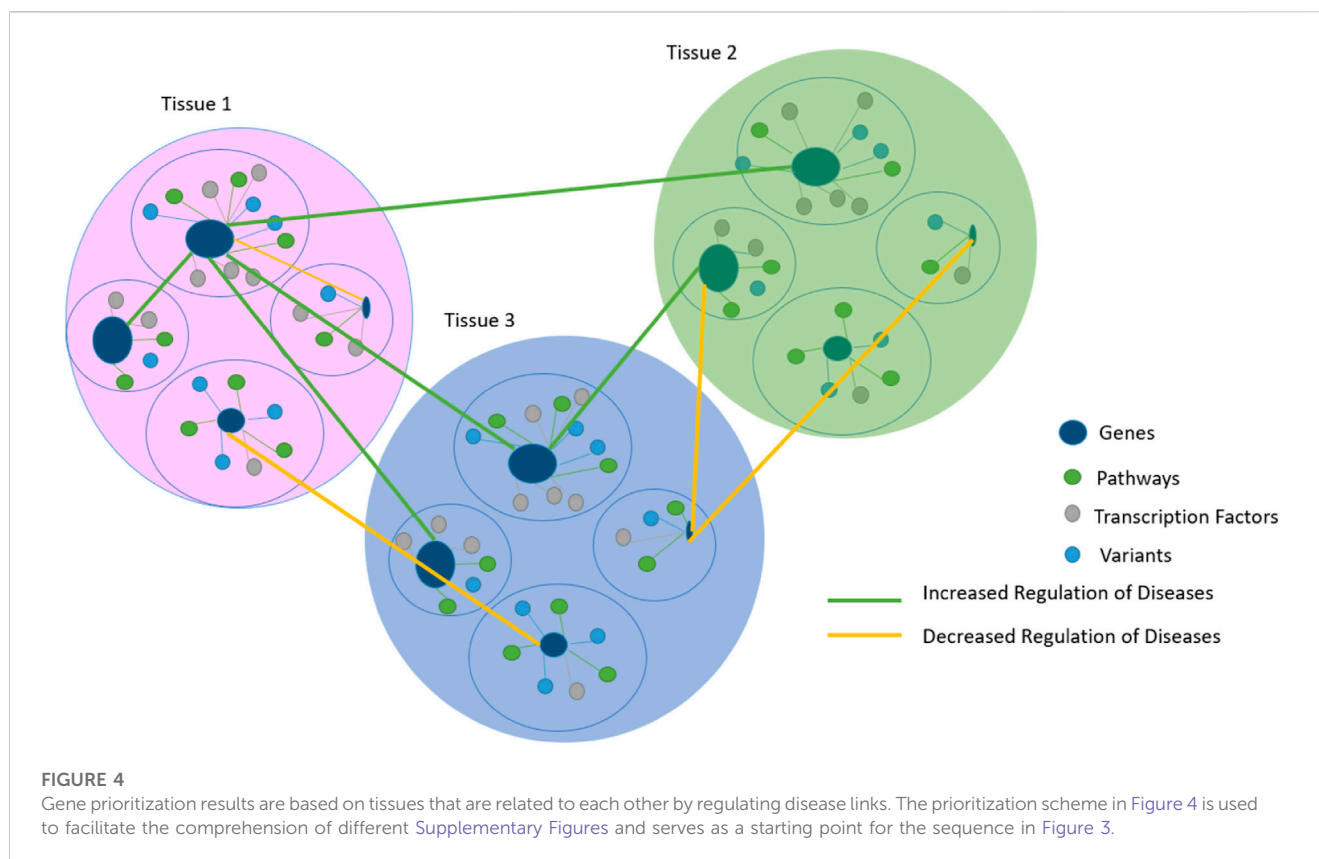 Tissue 2
Tissue 1
Tissue 3
Genes
Pathways
Transcription Factors
Variants
Increased Regulation of Diseases
Decreased Regulation of Diseases
FIGURE 4
Gene prioritization results are based on tissues that are related to each other by regulating disease links. The prioritization scheme in Figure 4 is used
to facilitate the comprehension of different Supplementary Figures and serves as a starting point for the sequence in Figure 3.